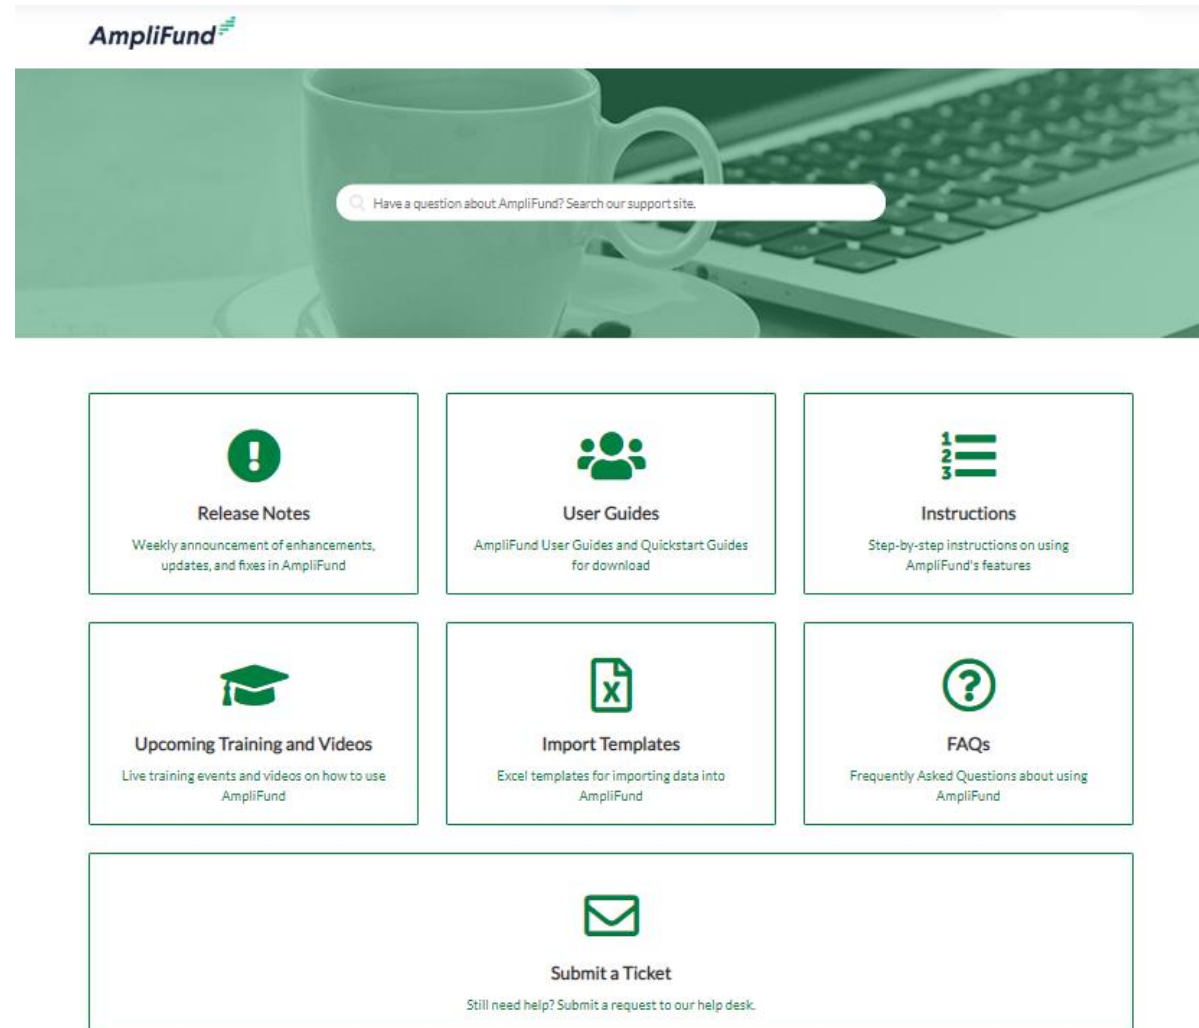 AmpliFund
Have a question about AmpliFund? Search our support site.
Release Notes
Weekly announcement of enhancements,
updates, and fixes in AmpliFund
User Guides
AmpliFund User Guides and Quickstart Guides
for download
1
2
3
Instructions
Step-by-step instructions on using
AmpliFund's features
Upcoming Training and Videos
Live training events and videos on how to use
AmpliFund
X
Import Templates
Excel templates for importing data into
AmpliFund
FAQs
Frequently Asked Questions about using
AmpliFund
Submit a Ticket
Still need help? Submit a request to our help desk.